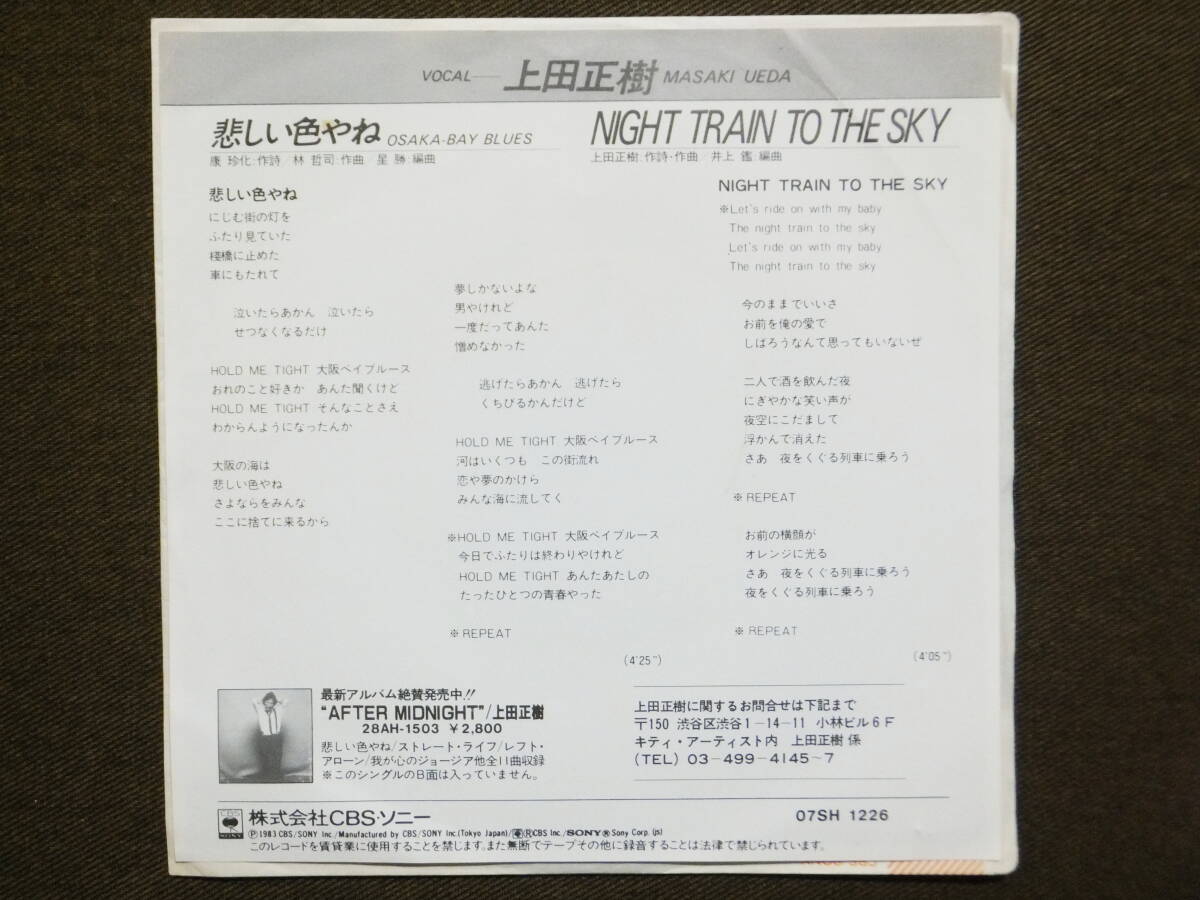 VOCAL── 上田正樹 MASAKI UEDA
悲しい色やね OSAKA-BAY BLUES
康 珍化:作詩／林 哲司:作曲／星 勝:編曲
悲しい色やね
にじむ街の灯を
ふたり見ていた
棧橋に止めた
車にもたれて
泣いたらあかん 泣いたら
せつなくなるだけ
HOLD ME TIGHT 大阪ベイブルース
おれのこと好きか あんた聞くけど
HOLD ME TIGHT そんなことさえ
わからんようになったんか
大阪の海は
悲しい色やね
さよならをみんな
ここに捨てに来るから
夢しかないよな
男やけれど
一度だってあんた
憎めなかった
逃げたらあかん 逃げたら
くちびるかんだけど
HOLD ME TIGHT 大阪ベイブルース
河はいくつも この街流れ
恋や夢のかけら
みんな海に流してく
※HOLD ME TIGHT 大阪ベイブルース
今日でふたりは終わりやけれど
HOLD ME TIGHT あんたあたしの
たったひとつの青春やった
※REPEAT
(4'25")
NIGHT TRAIN TO THE SKY
上田正樹:作詩・作曲／井上 鑑:編曲
NIGHT TRAIN TO THE SKY
※Let's ride on with my baby
The night train to the sky
Let's ride on with my baby
The night train to the sky
今のままでいいさ
お前を俺の愛で
しばろうなんて思ってもいないぜ
二人で酒を飲んだ夜
にぎやかな笑い声が
夜空にこだまして
浮かんで消えた
さあ 夜をくぐる列車に乗ろう
※REPEAT
お前の横顔が
オレンジに光る
さあ 夜をくぐる列車に乗ろう
夜をくぐる列車に乗ろう
※REPEAT
(4'05")
最新アルバム絶賛発売中!!
"AFTER MIDNIGHT"/上田正樹
28AH-1503 ￥2,800
悲しい色やね/ストレート・ライフ/レフト・
アローン/我が心のジョージア他全11曲収録
※このシングルのB面は入っていません。
上田正樹に関するお問合せは下記まで
〒150 渋谷区渋谷1-14-11 小林ビル6F
キティ・アーティスト内 上田正樹 係
(TEL) 03-499-4145~7
CBS SONY 株式会社CBS・ソニー
07SH 1226
Ⓟ1983 CBS/SONY Inc./Manufactured by CBS/SONY Inc.(Tokyo Japan)/ⓇCBS Inc./SONY® Sony Corp. (js)
このレコードを賃貸業に使用することを禁じます。また無断でテープその他に録音することは法律で禁じられています。